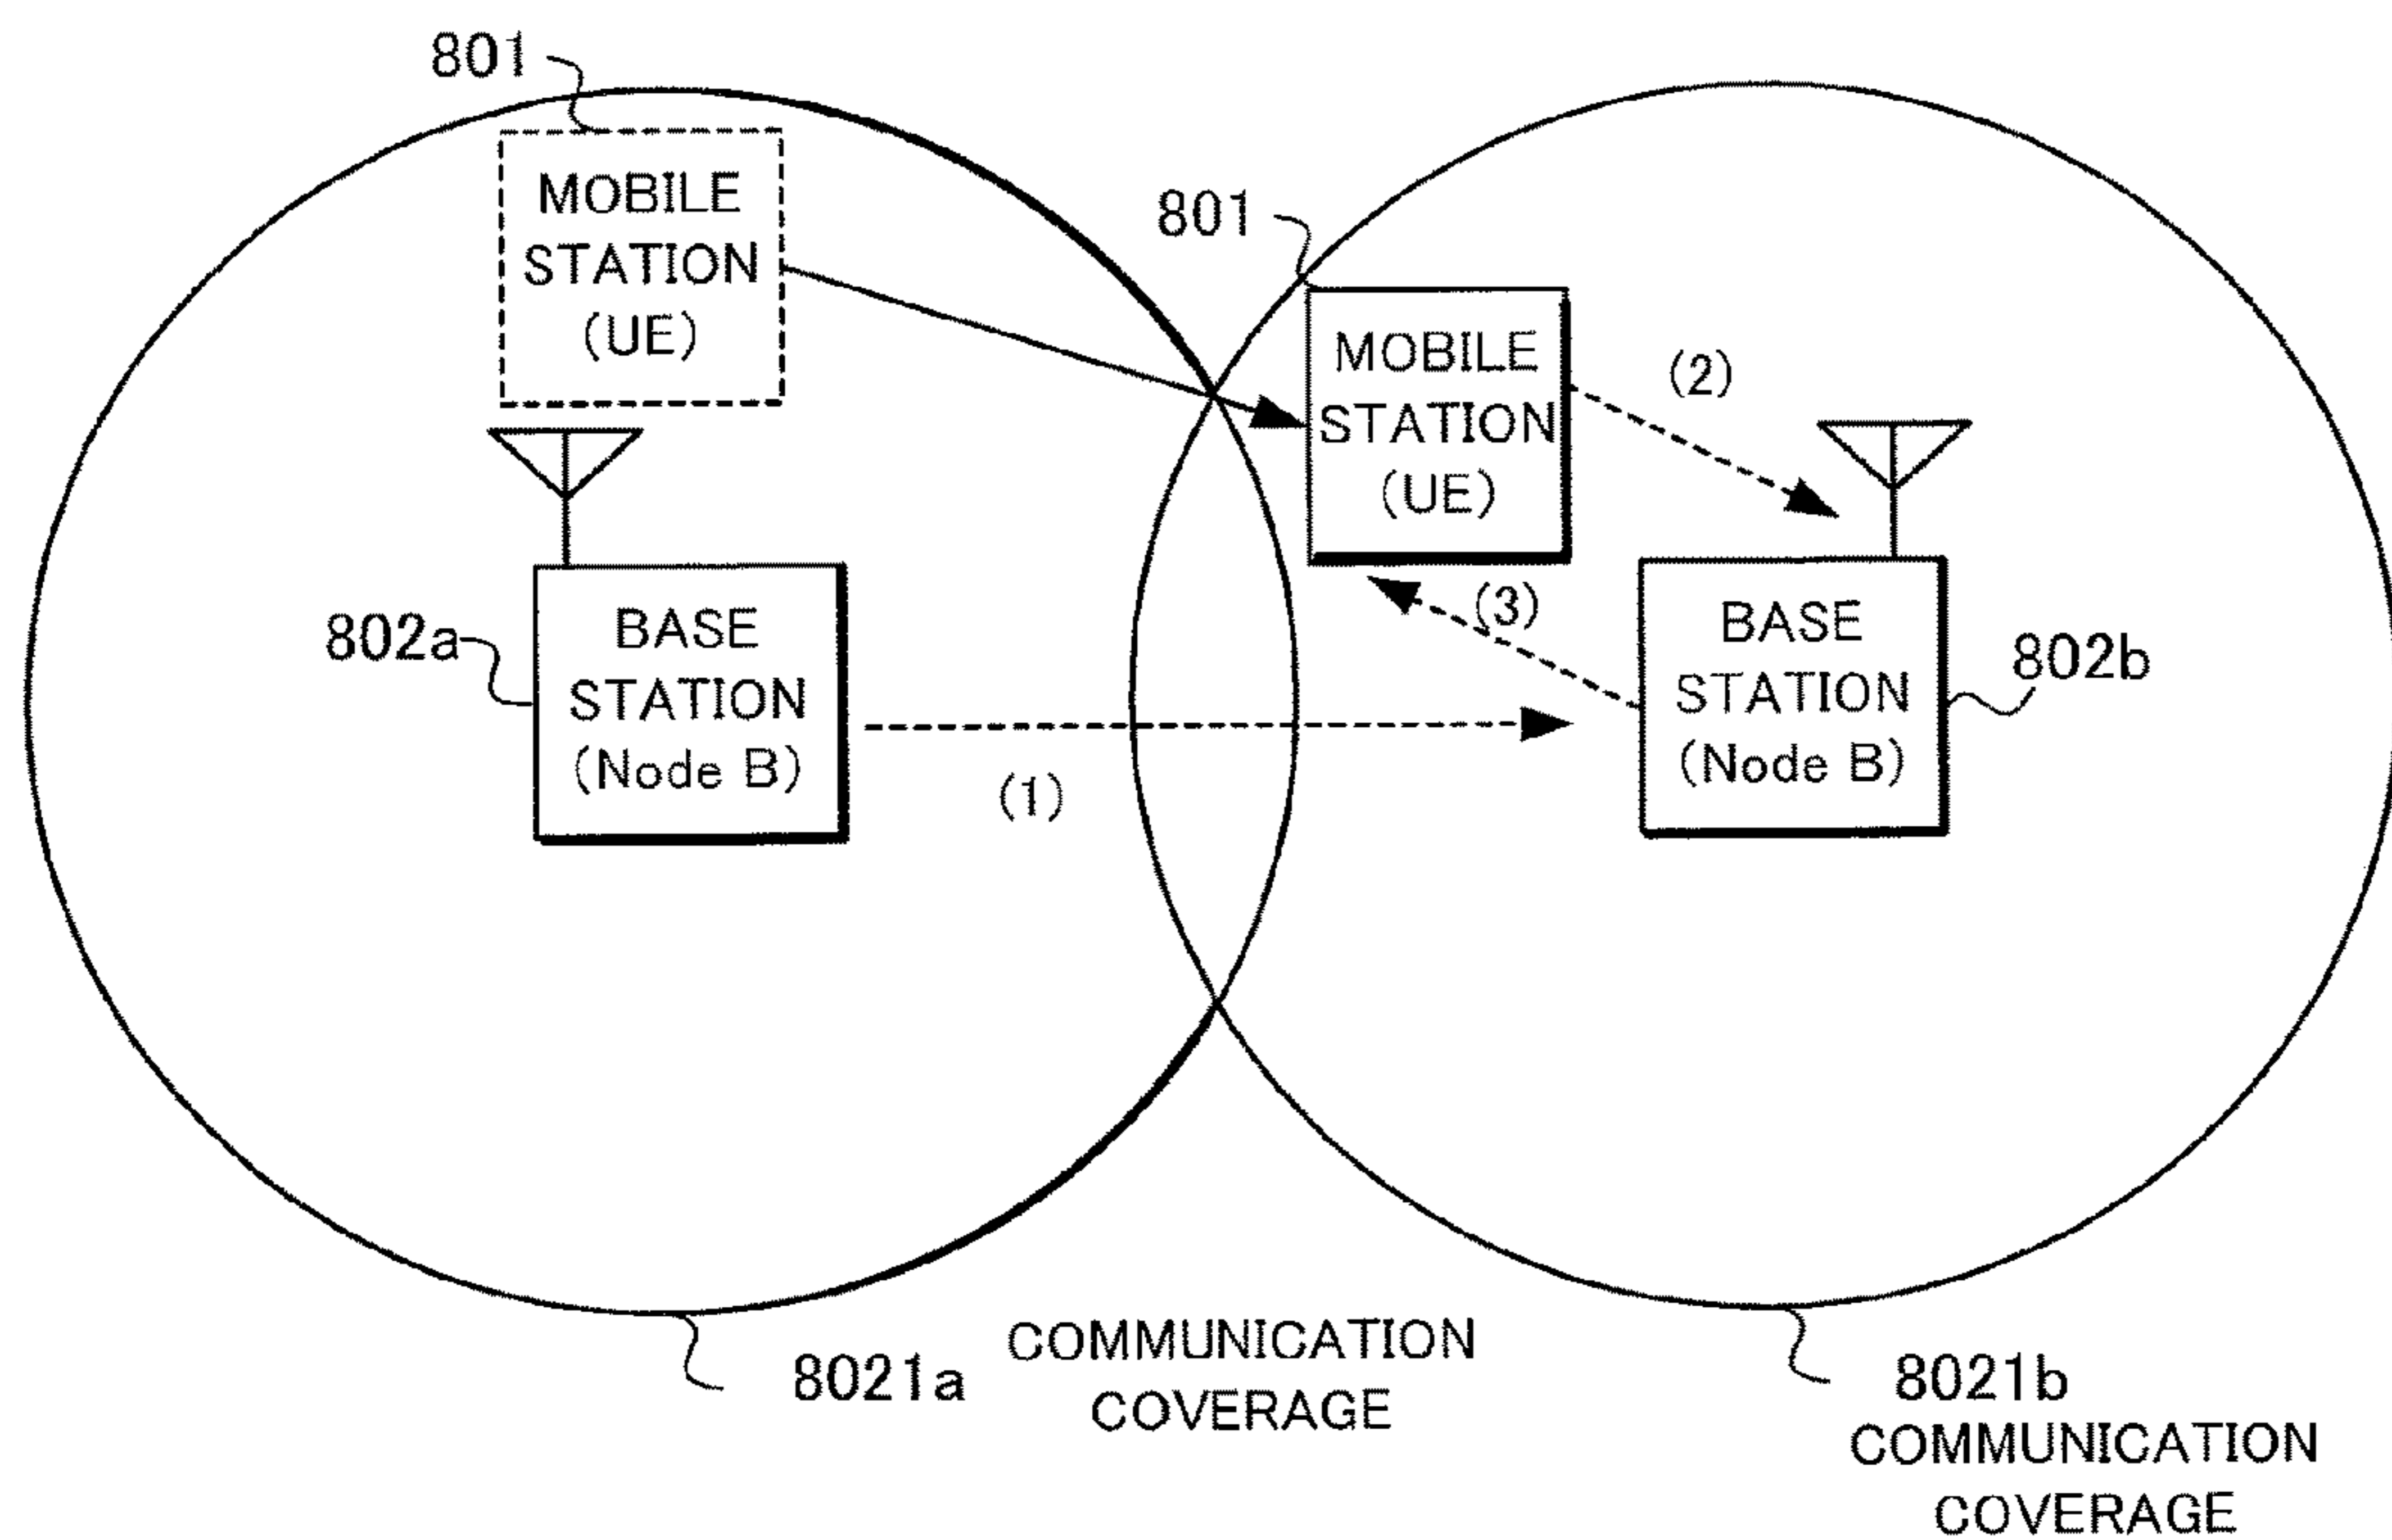 801
MOBILE
STATION
(UE)
801
MOBILE
STATION
(UE)
(2)
(3)
802a
BASE
STATION
(Node B)
(1)
BASE
STATION
(Node B)
802b
8021a
COMMUNICATION
COVERAGE
8021b
COMMUNICATION
COVERAGE